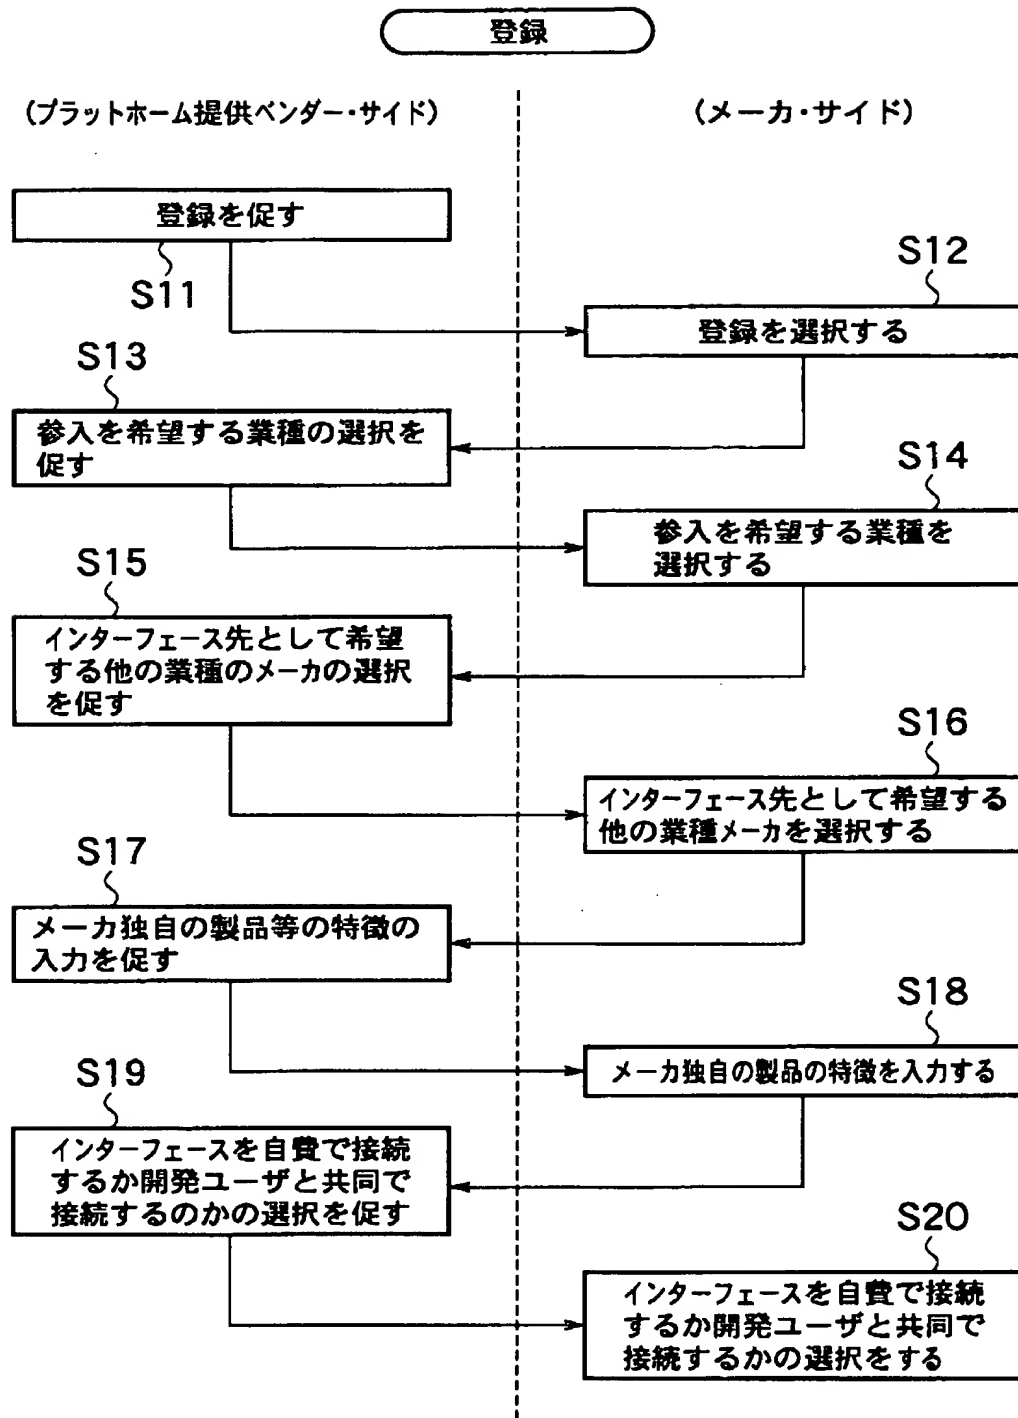 登録
(プラットホーム提供ベンダー・サイド)
(メーカ・サイド)
登録を促す
S11
S12
登録を選択する
S13
参入を希望する業種の選択を
促す
S14
参入を希望する業種を
選択する
S15
インターフェース先として希望
する他の業種のメーカの選択
を促す
S16
インターフェース先として希望する
他の業種メーカを選択する
S17
メーカ独自の製品等の特徴の
入力を促す
S18
メーカ独自の製品の特徴を入力する
S19
インターフェースを自費で接続
するか開発ユーザと共同で
接続するのかの選択を促す
S20
インターフェースを自費で接続
するか開発ユーザと共同で
接続するかの選択をする